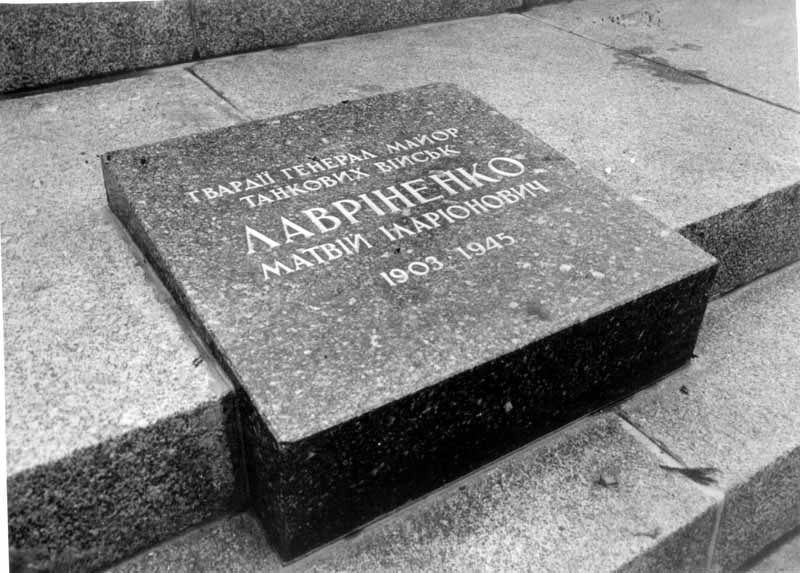 ГВАРДІЇ ГЕНЕРАЛ МАЙОР
ТАНКОВИХ ВІЙСЬК
ЛАВРІНЕНКО
МАТВІЙ ІЛАРІОНОВИЧ
1903 1945